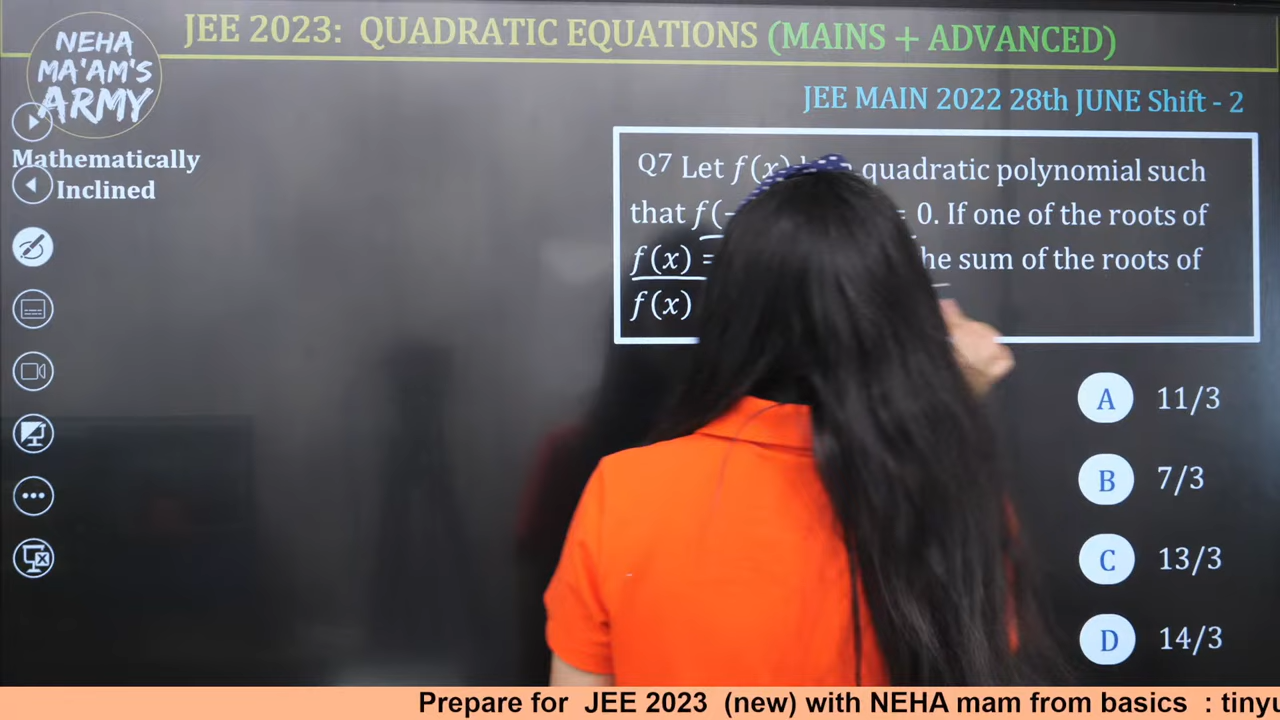 JEE 2023: QUADRATIC EQUATIONS (MAINS + ADVANCED)
NEHA
MA'AM'S
ARMY
Mathematically
Inclined
JEE MAIN 2022 28th JUNE Shift - 2
Q7 Let f(x) quadratic polynomial such
that f(− = 0. If one of the roots of
f(x) = he sum of the roots of
f(x)
A 11/3
B 7/3
C 13/3
D 14/3
Prepare for JEE 2023 (new) with NEHA mam from basics : tinyu